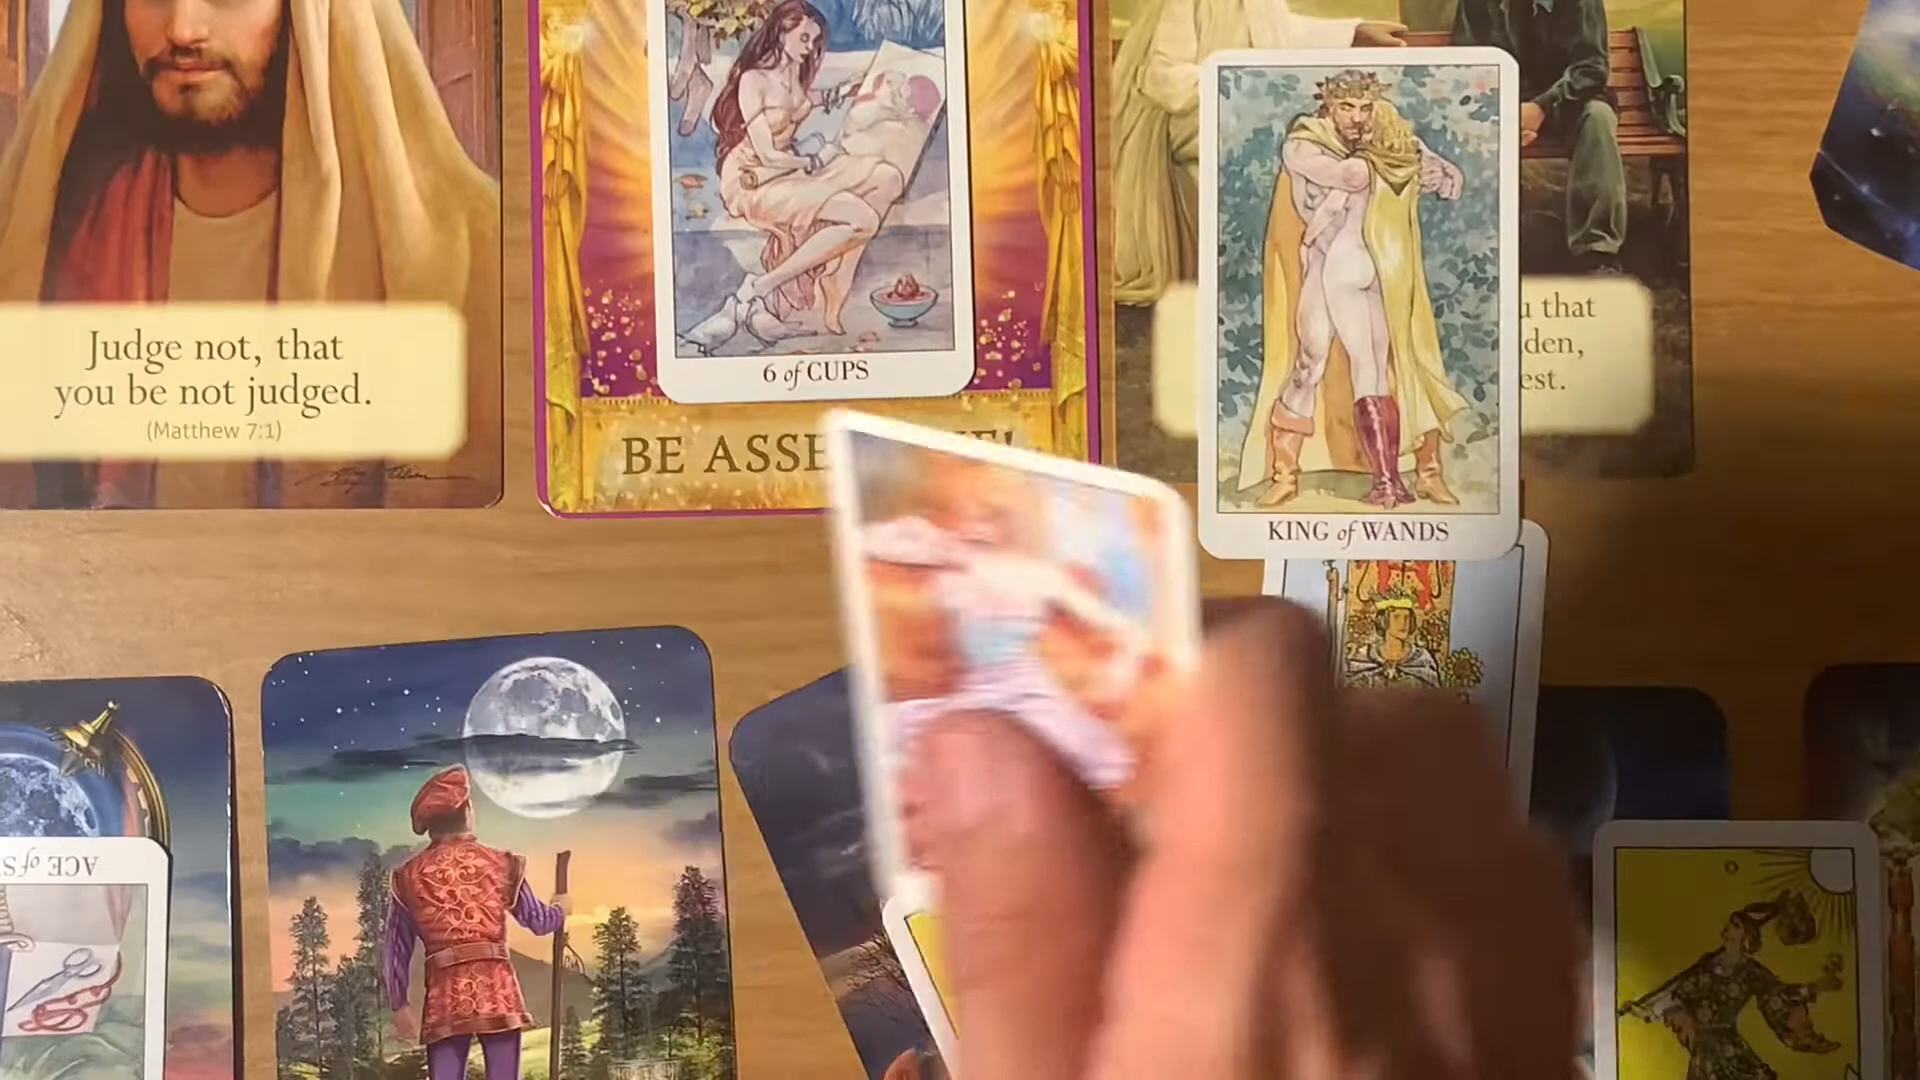 Judge not, that
you be not judged.
(Matthew 7:1)
6 of CUPS
BE ASSE
u that
den,
est.
KING of WANDS
ACE of S
0